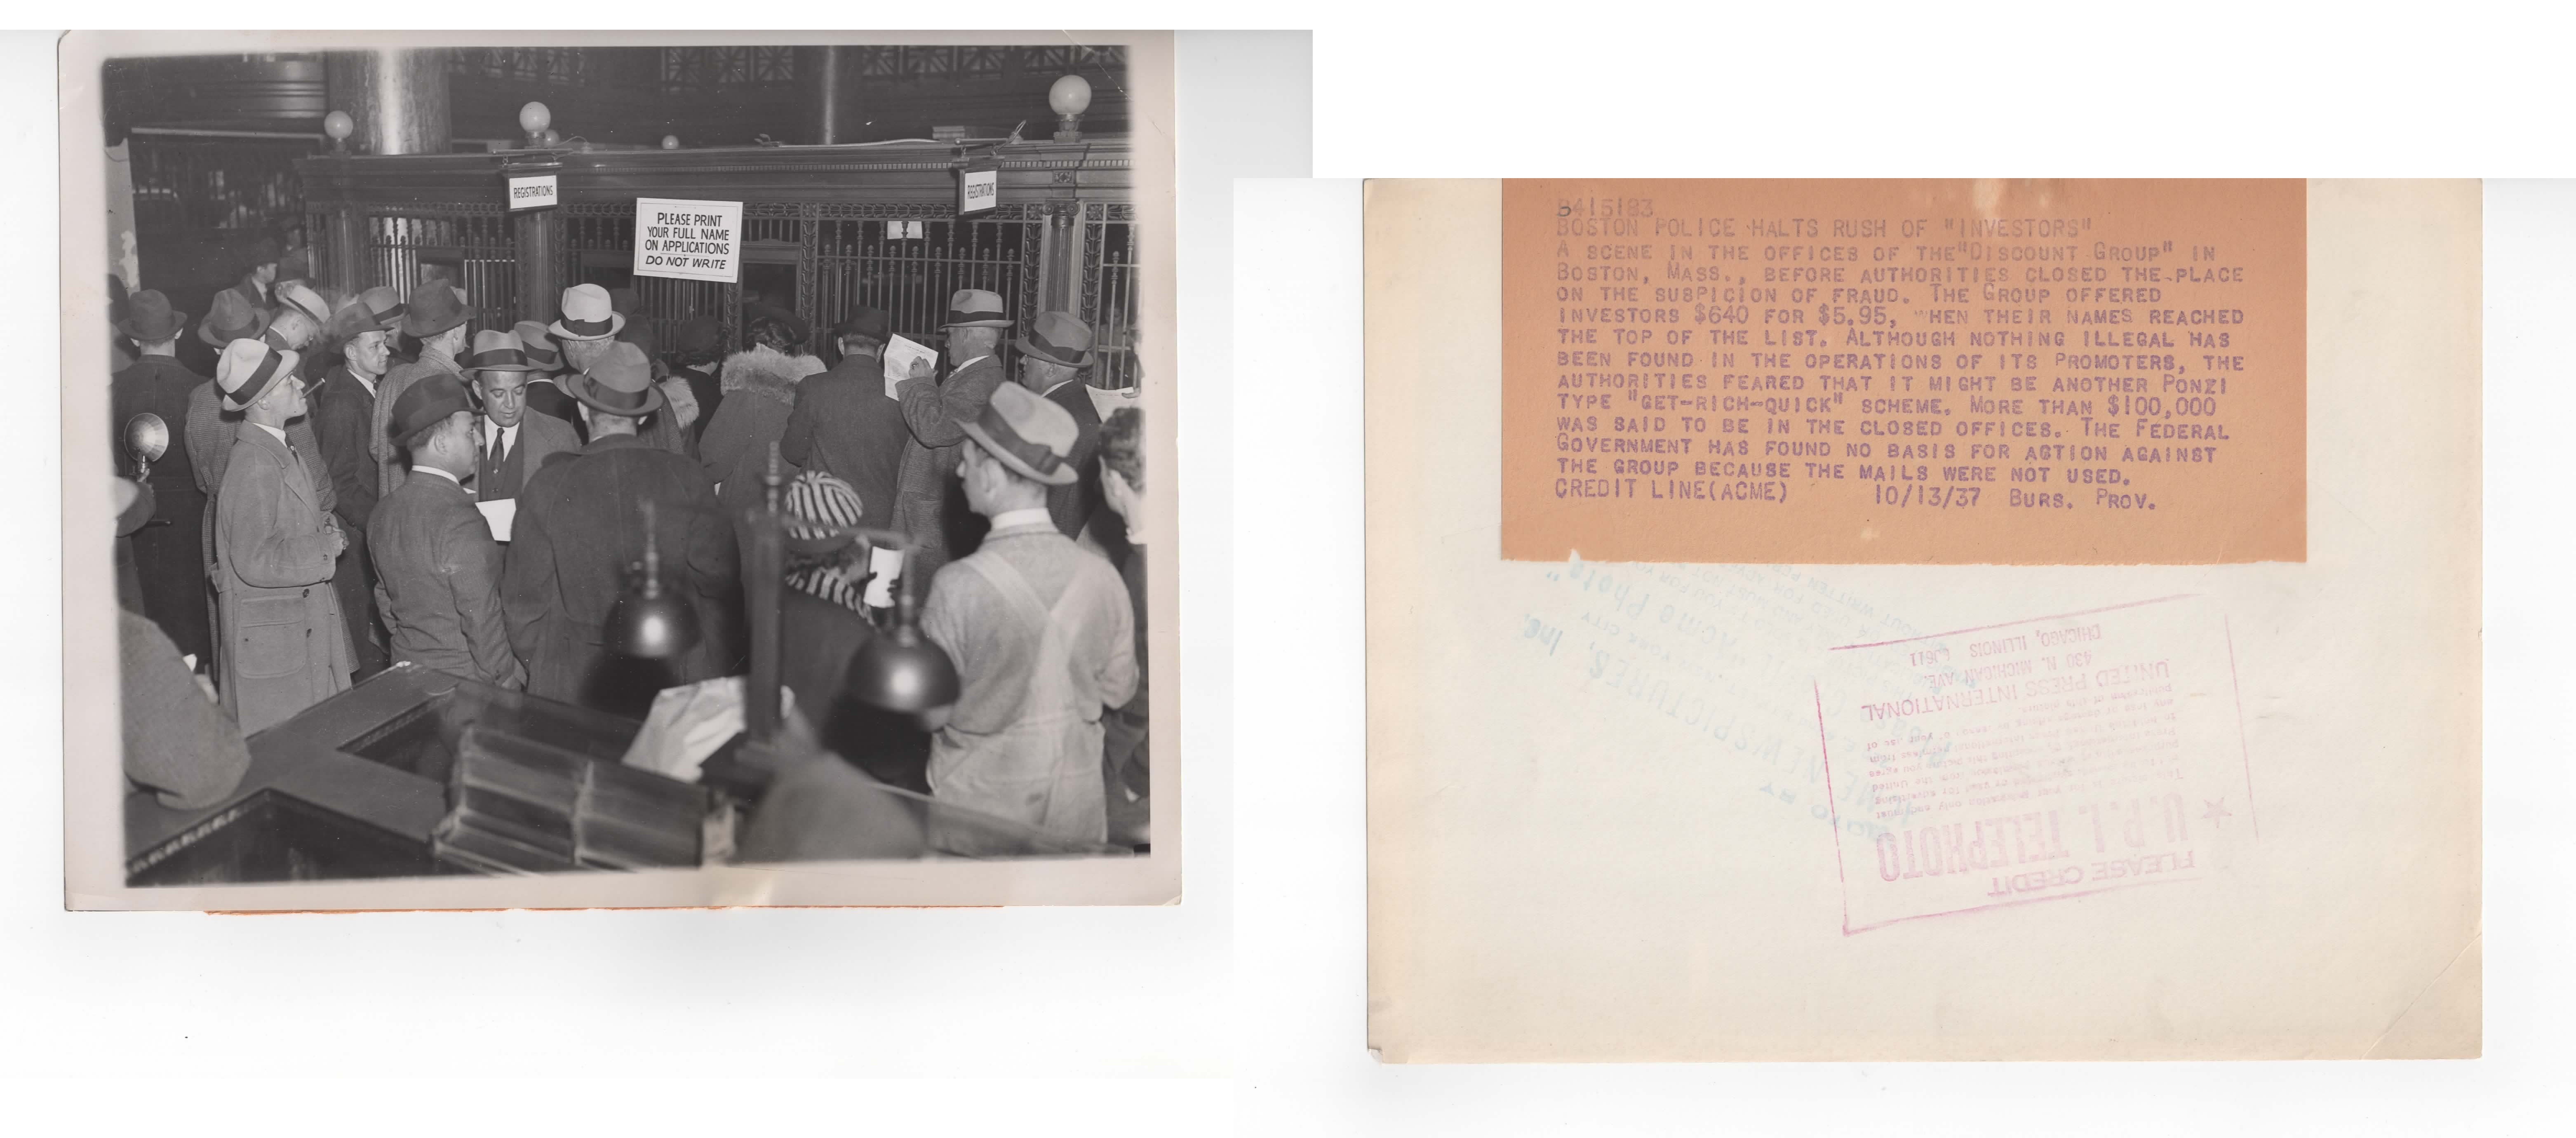 REGISTRATIONS
REGISTRATIONS
PLEASE PRINT
YOUR FULL NAME
ON APPLICATIONS
DO NOT WRITE
B415183
BOSTON POLICE HALTS RUSH OF "INVESTORS"
A SCENE IN THE OFFICES OF THE"DISCOUNT GROUP" IN
BOSTON, MASS., BEFORE AUTHORITIES CLOSED THE PLACE
ON THE SUSPICION OF FRAUD. THE GROUP OFFERED
INVESTORS $640 FOR $5.95, WHEN THEIR NAMES REACHED
THE TOP OF THE LIST. ALTHOUGH NOTHING ILLEGAL HAS
BEEN FOUND IN THE OPERATIONS OF ITS PROMOTERS, THE
AUTHORITIES FEARED THAT IT MIGHT BE ANOTHER PONZI
TYPE "GET-RICH-QUICK" SCHEME. MORE THAN $100,000
WAS SAID TO BE IN THE CLOSED OFFICES. THE FEDERAL
GOVERNMENT HAS FOUND NO BASIS FOR ACTION AGAINST
THE GROUP BECAUSE THE MAILS WERE NOT USED.
CREDIT LINE(ACME) 10/13/37 BURS. PROV.
PHOTO BY
NEWSPICTURES, Inc.
Acme Photo"
PLEASE CREDIT
U.P.I. TELEPHOTO
UNITED PRESS INTERNATIONAL
430 N. MICHIGAN AVE.
CHICAGO, ILLINOIS 60611